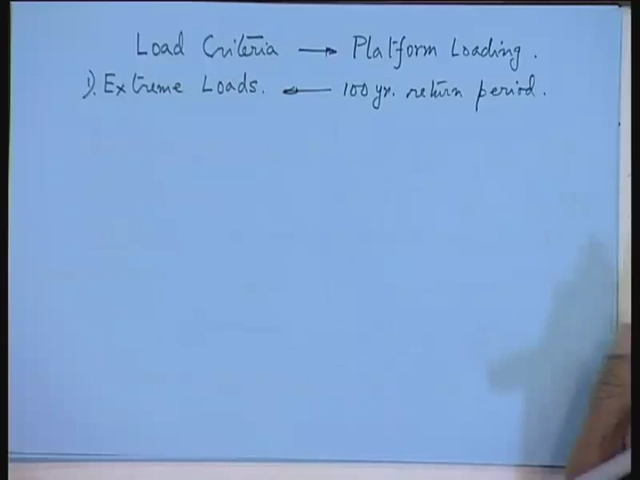 Load Criteria → Platform Loading.
1). Extreme Loads. ← 100 yr. return period.